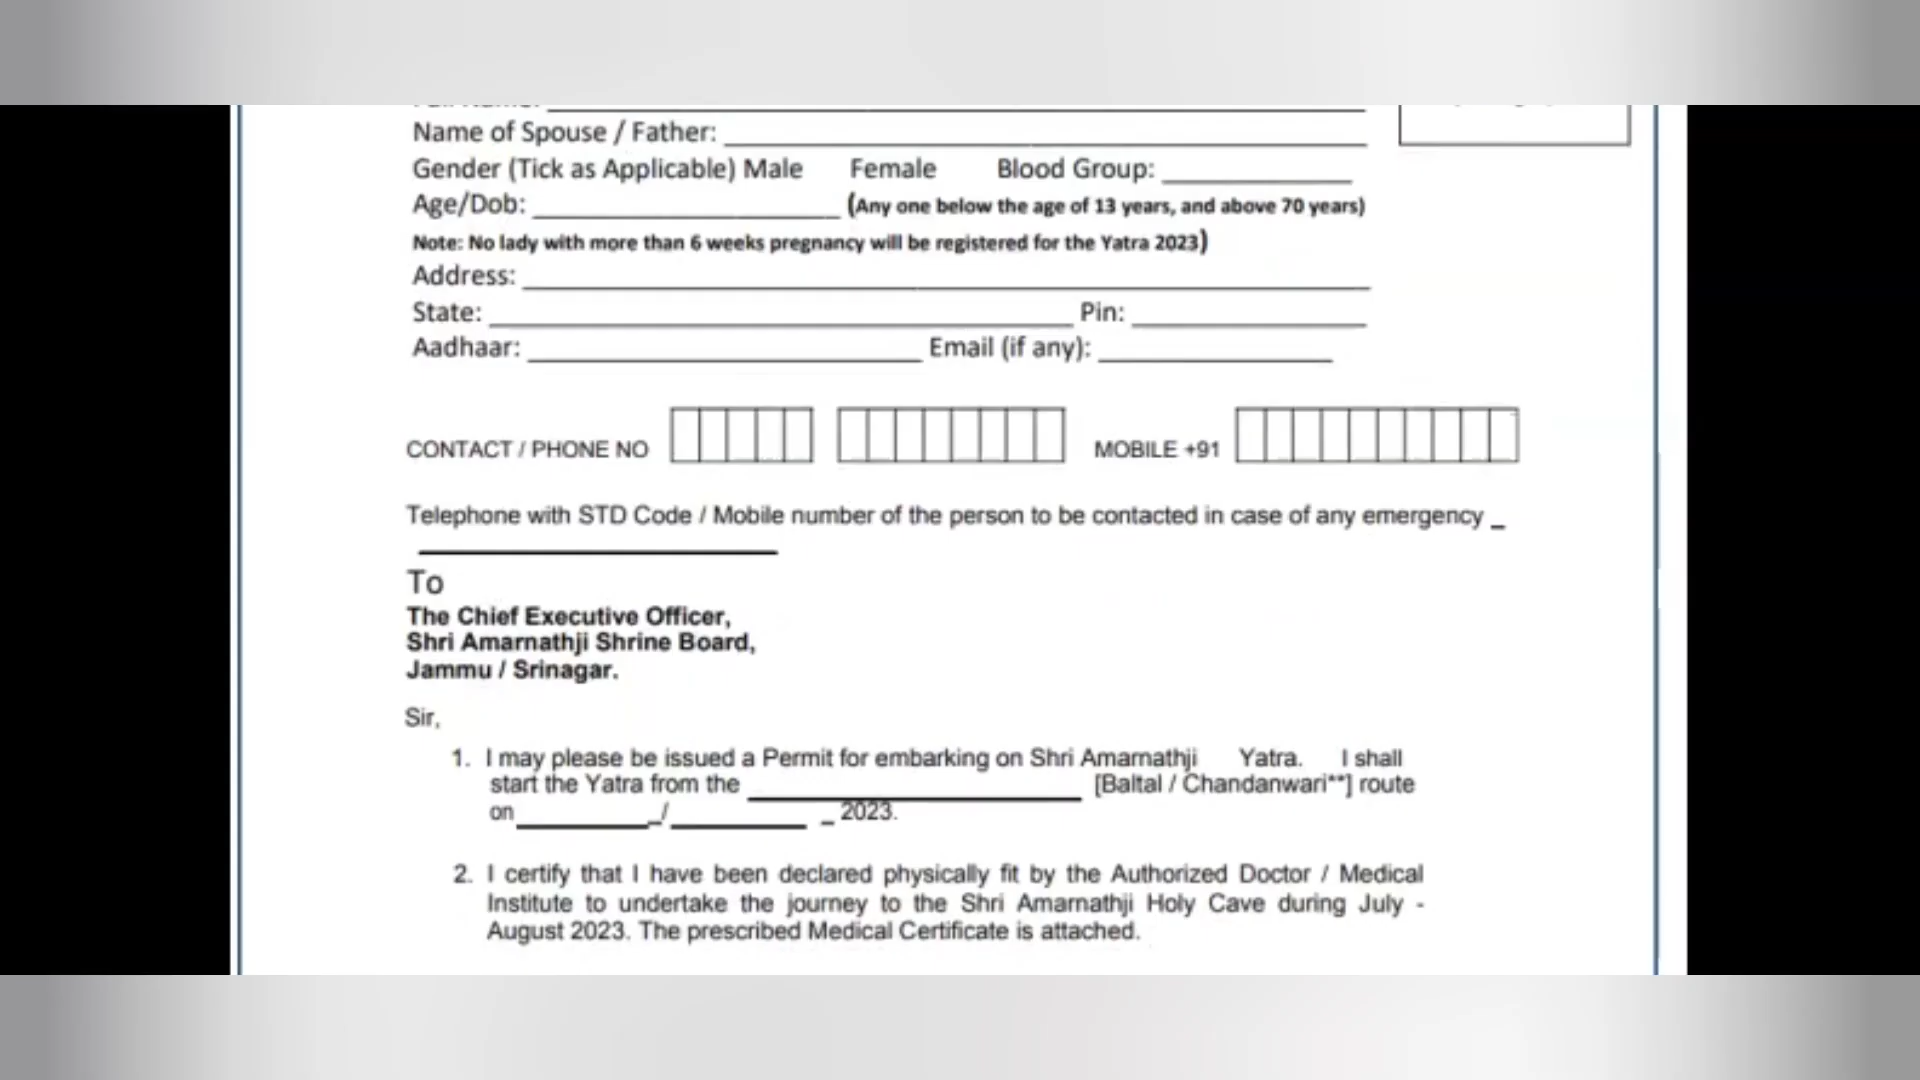 Name of Spouse / Father:
Gender (Tick as Applicable) Male Female Blood Group:
Age/Dob: (Any one below the age of 13 years, and above 70 years)
Note: No lady with more than 6 weeks pregnancy will be registered for the Yatra 2023)
Address:
State: Pin:
Aadhaar: Email (if any):
CONTACT / PHONE NO MOBILE +91
Telephone with STD Code / Mobile number of the person to be contacted in case of any emergency _
To
The Chief Executive Officer,
Shri Amarnathji Shrine Board,
Jammu / Srinagar.
Sir,
1. I may please be issued a Permit for embarking on Shri Amarnathji Yatra. I shall
start the Yatra from the [Baltal / Chandanwari**] route
on / _ 2023.
2. I certify that I have been declared physically fit by the Authorized Doctor / Medical
Institute to undertake the journey to the Shri Amarnathji Holy Cave during July -
August 2023. The prescribed Medical Certificate is attached.